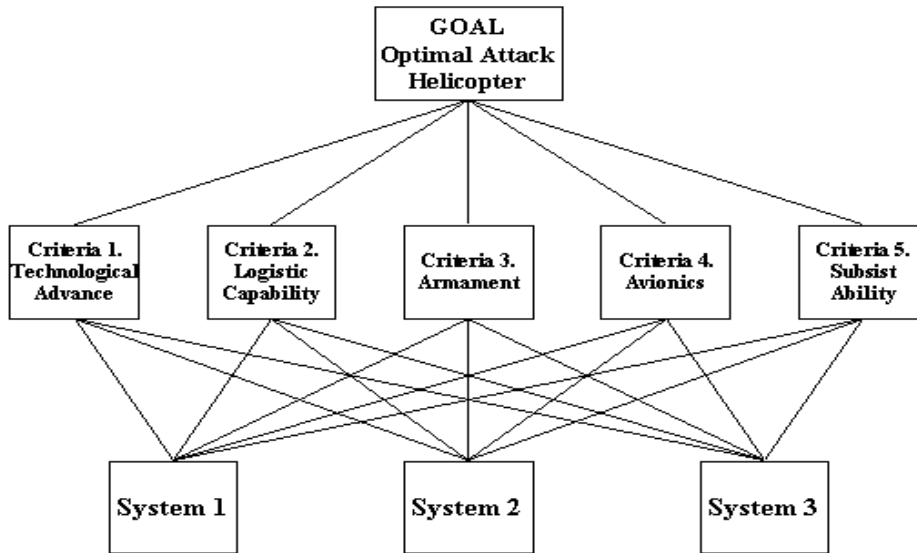 GOAL
Optimal Attack
Helicopter
Criteria 1.
Technological
Advance
Criteria 2.
Logistic
Capability
Criteria 3.
Armament
Criteria 4.
Avionics
Criteria 5.
Subsist
Ability
System 1
System 2
System 3